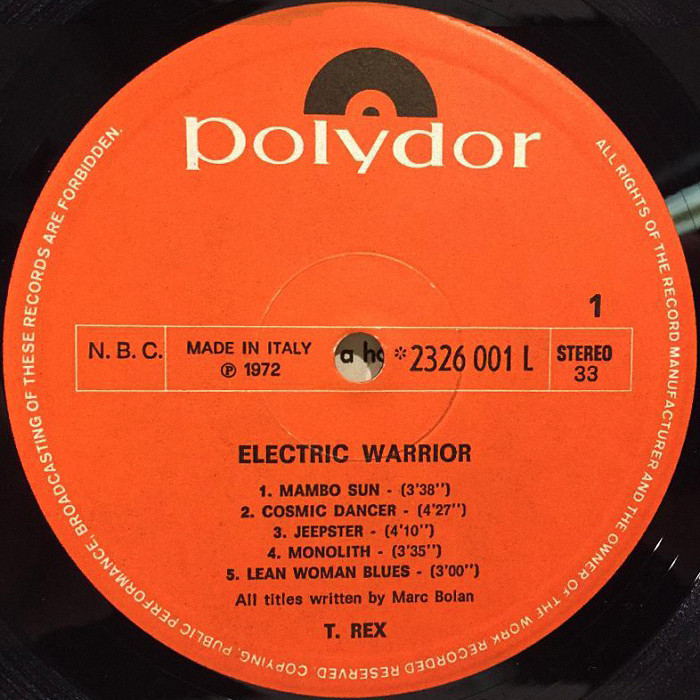 polydor
ALL RIGHTS OF THE RECORD MANUFACTURER AND THE OWNER OF THE WORK RECORDED RESERVED. COPYING, PUBLIC PERFORMANCE, BROADCASTING OF THESE RECORDS ARE FORBIDDEN.
1
N. B. C.
MADE IN ITALY
℗ 1972
*2326 001 L
STEREO
33
ELECTRIC WARRIOR
1. MAMBO SUN - (3'38'')
2. COSMIC DANCER - (4'27'')
3. JEEPSTER - (4'10'')
4. MONOLITH - (3'35'')
5. LEAN WOMAN BLUES - (3'00'')
All titles written by Marc Bolan
T. REX